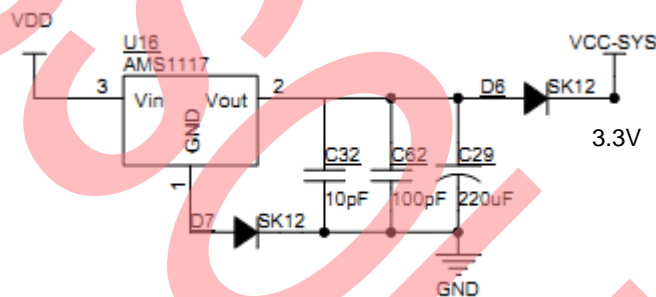 VDD
U16
AMS1117
VCC-SYS
3
Vin
Vout
2
D6
SK12
GND
3.3V
1
C32
C62
C29
10pF
100pF
220uF
D7
SK12
GND